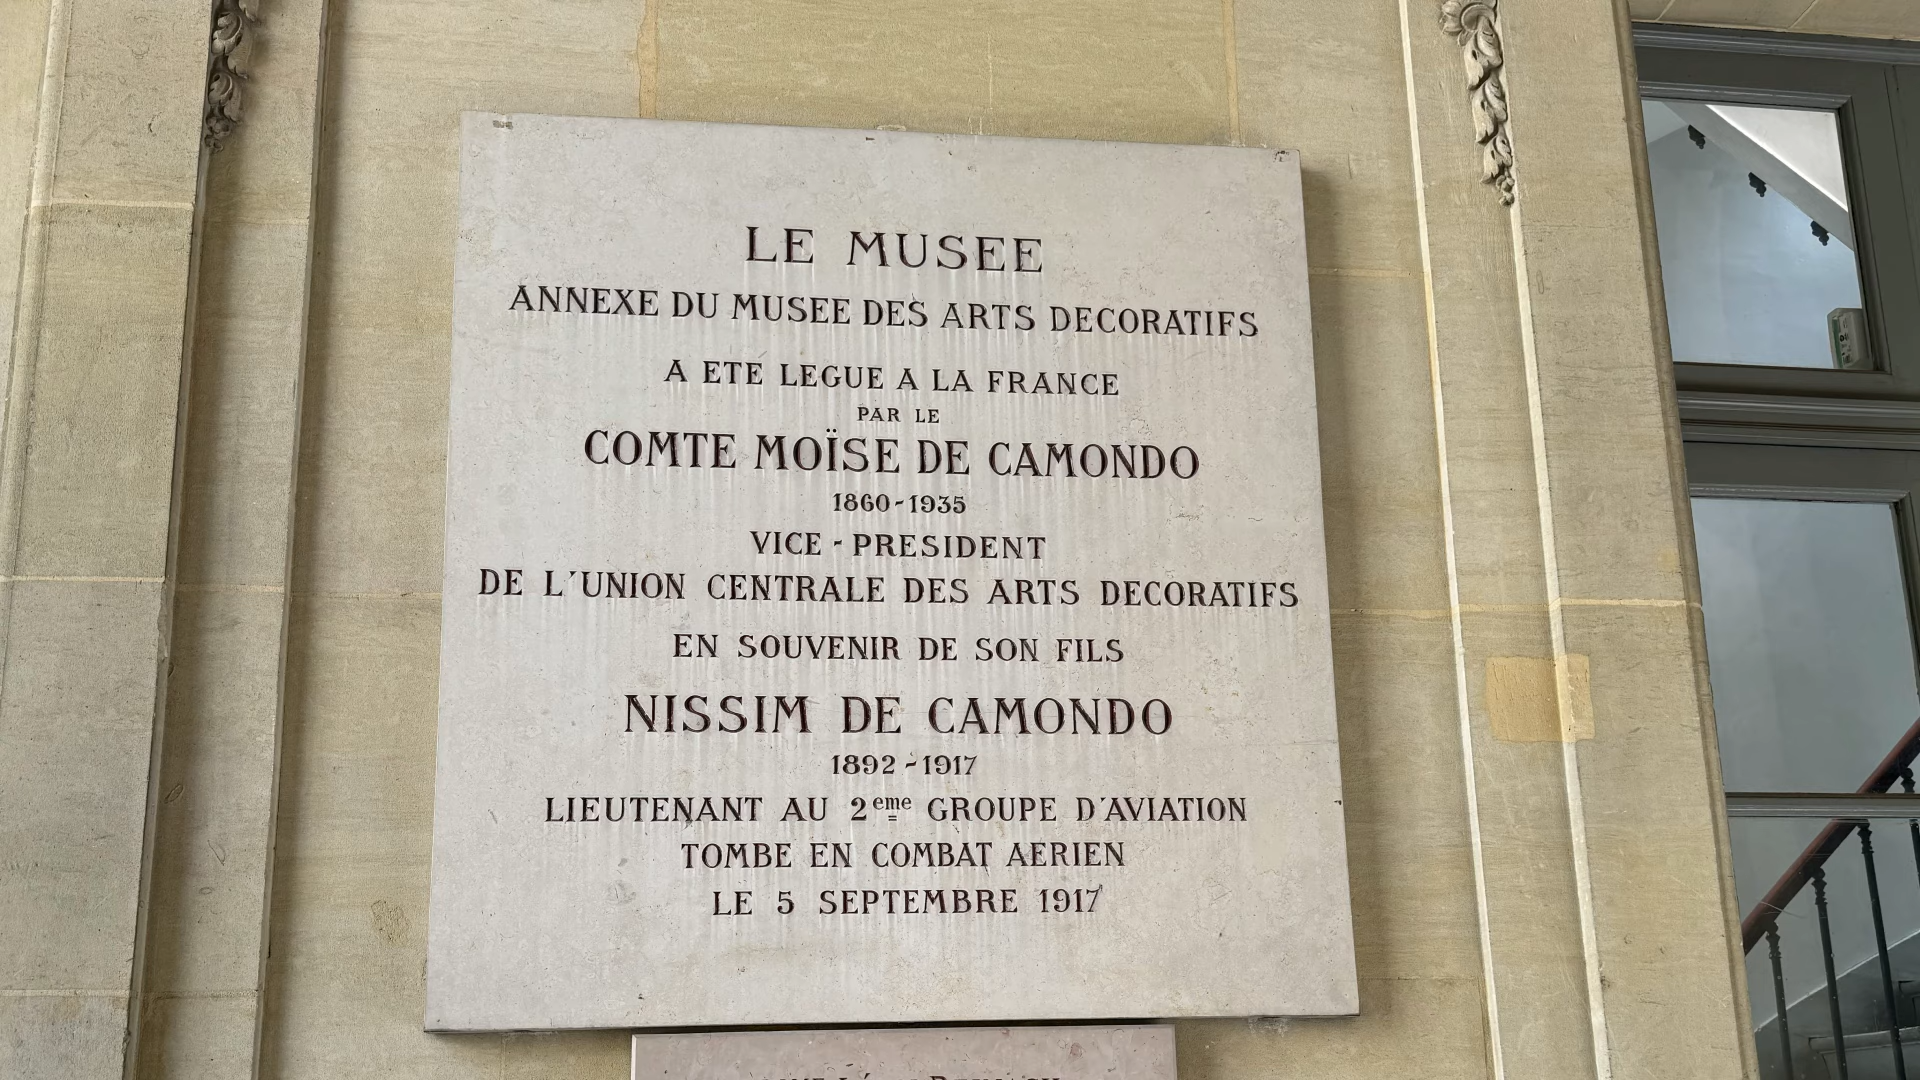 LE MUSEE
ANNEXE DU MUSEE DES ARTS DECORATIFS
A ETE LEGUE A LA FRANCE
PAR LE
COMTE MOÏSE DE CAMONDO
1860-1935
VICE-PRESIDENT
DE L'UNION CENTRALE DES ARTS DECORATIFS
EN SOUVENIR DE SON FILS
NISSIM DE CAMONDO
1892-1917
LIEUTENANT AU 2eme GROUPE D'AVIATION
TOMBE EN COMBAT AERIEN
LE 5 SEPTEMBRE 1917